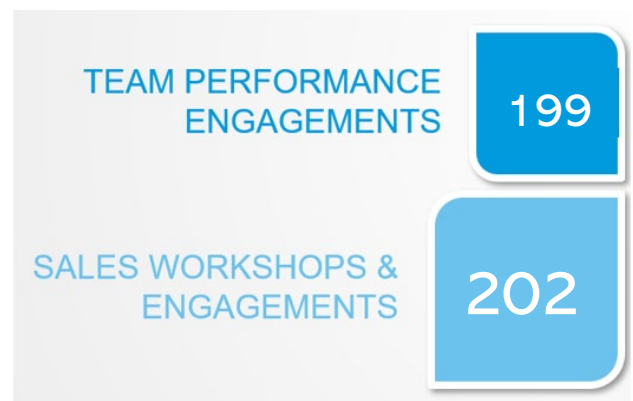 TEAM PERFORMANCE
ENGAGEMENTS
199
SALES WORKSHOPS &
ENGAGEMENTS
202